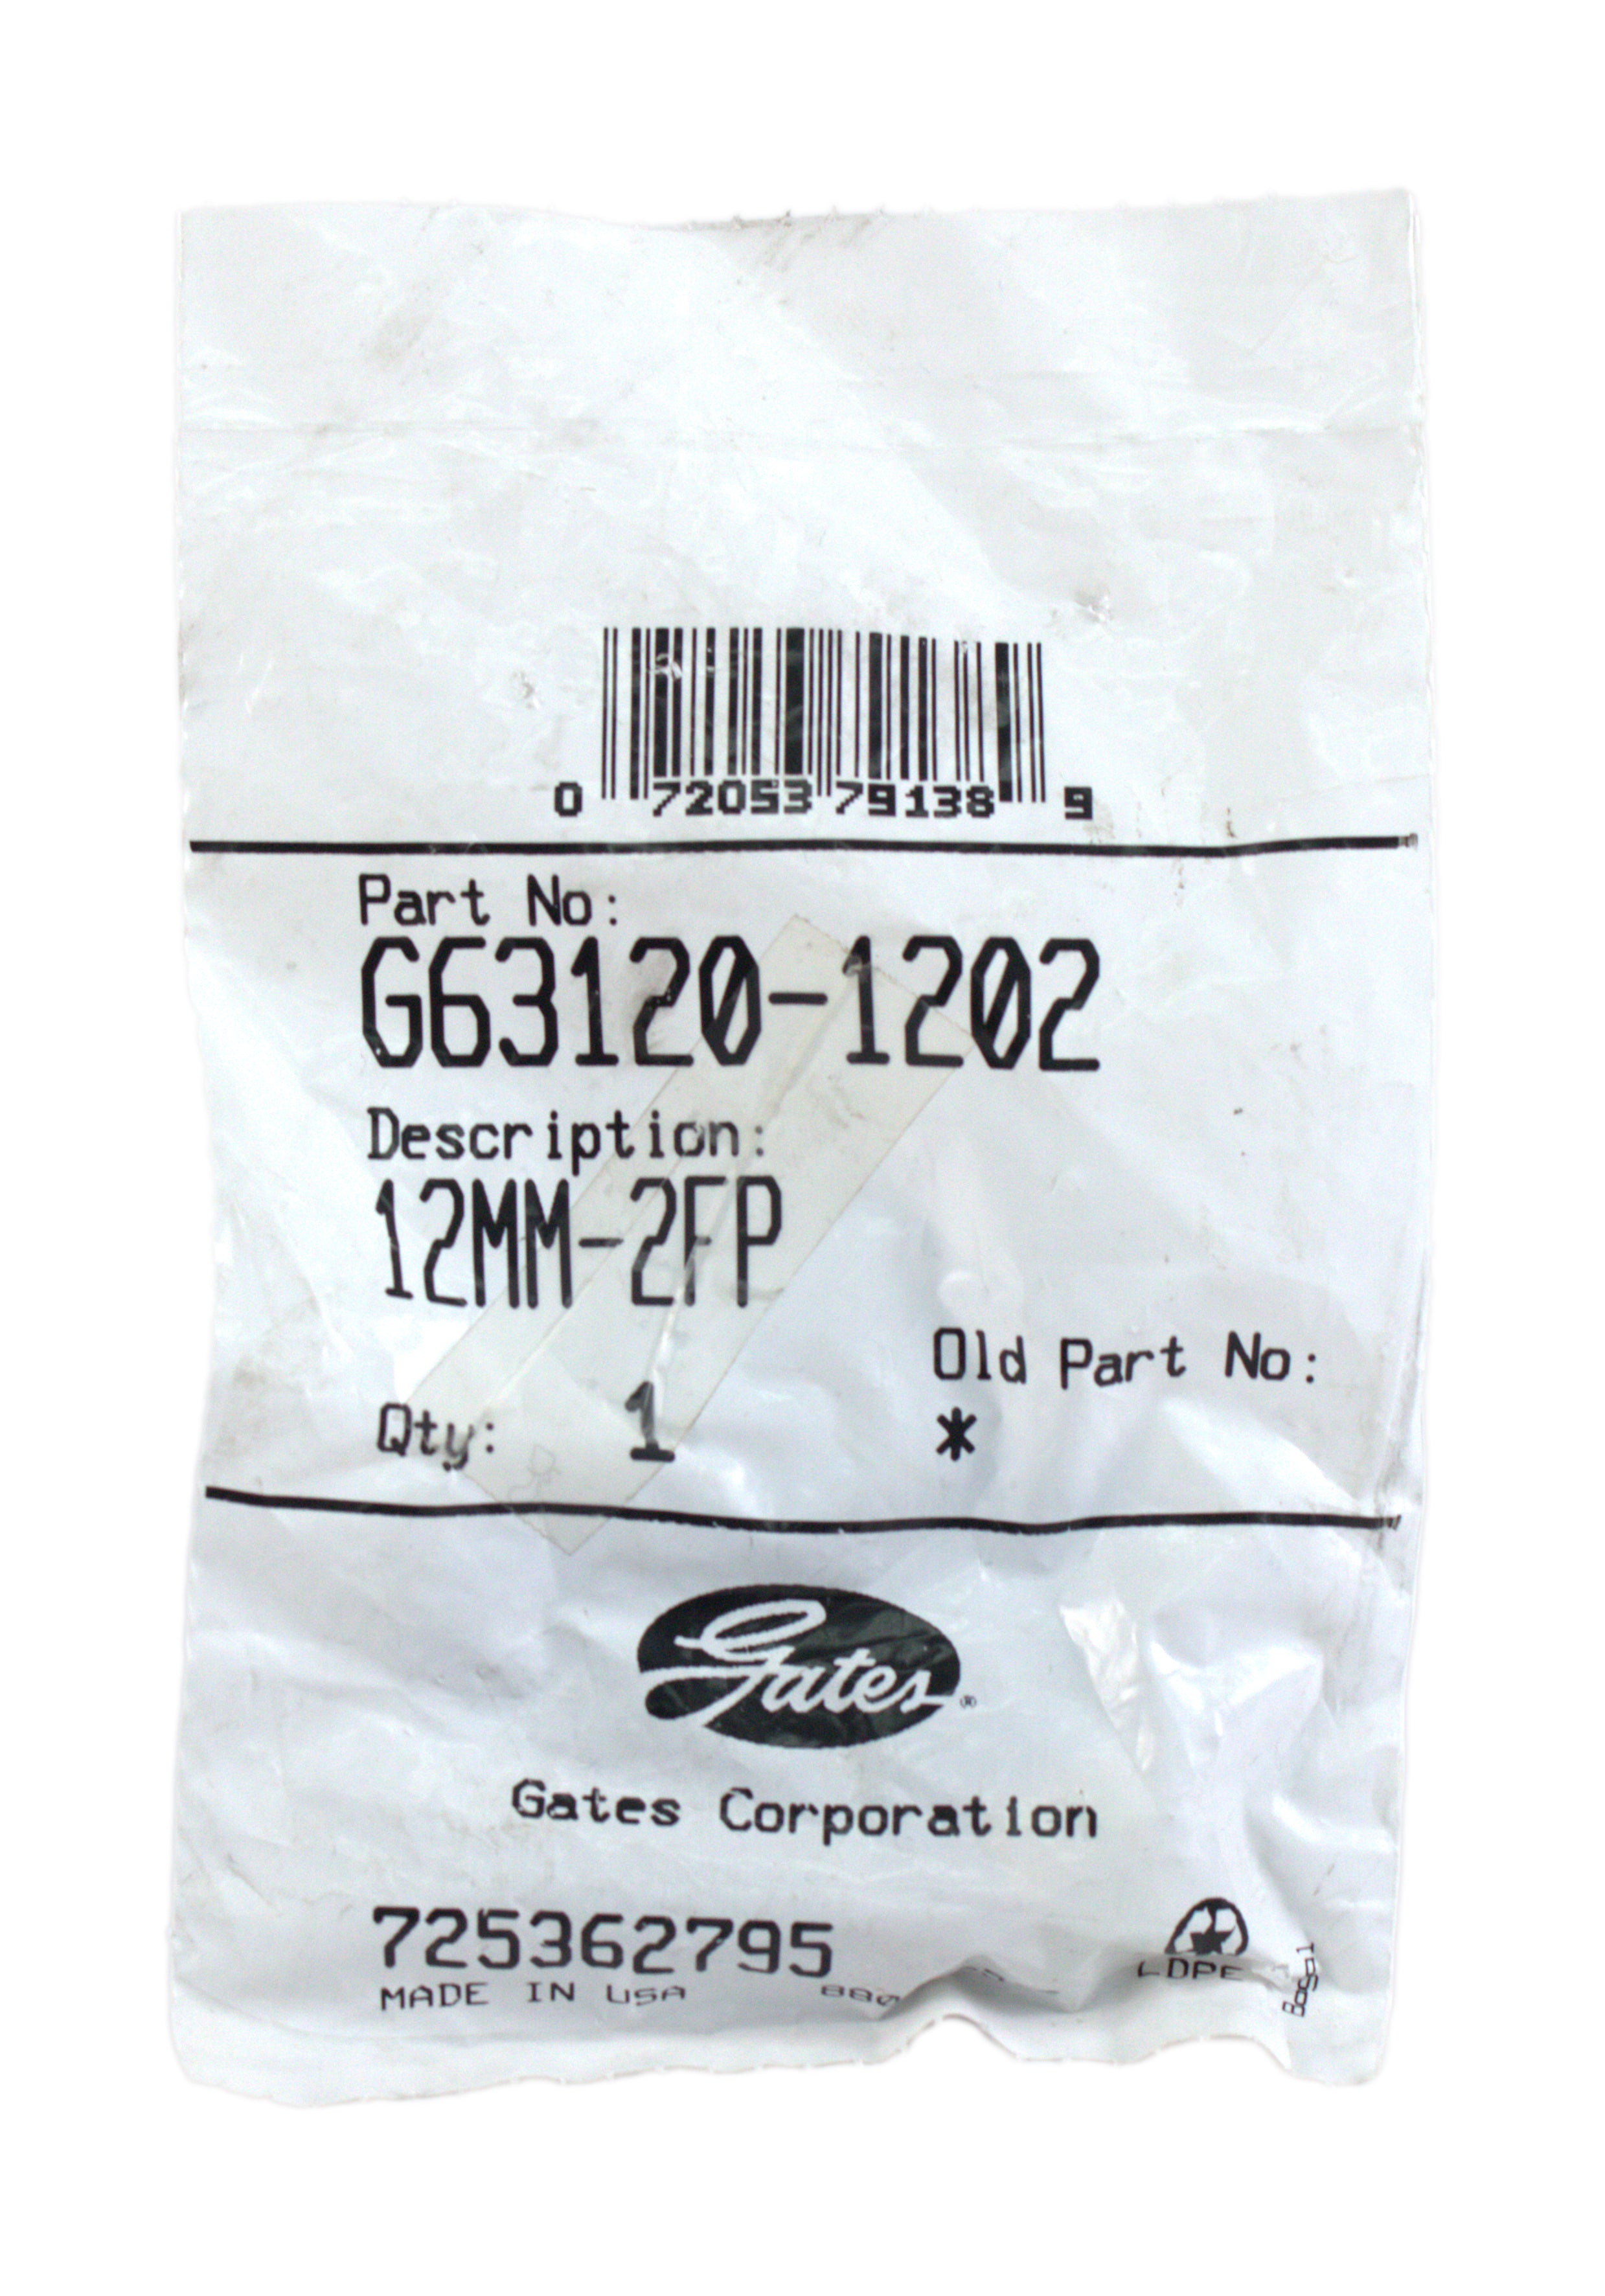 0 72053 79138 9
Part No:
G63120-1202
Description:
12MM-2FP
Old Part No:
Qty: 1 *
Gates®
Gates Corporation
725362795
MADE IN USA
LDPE